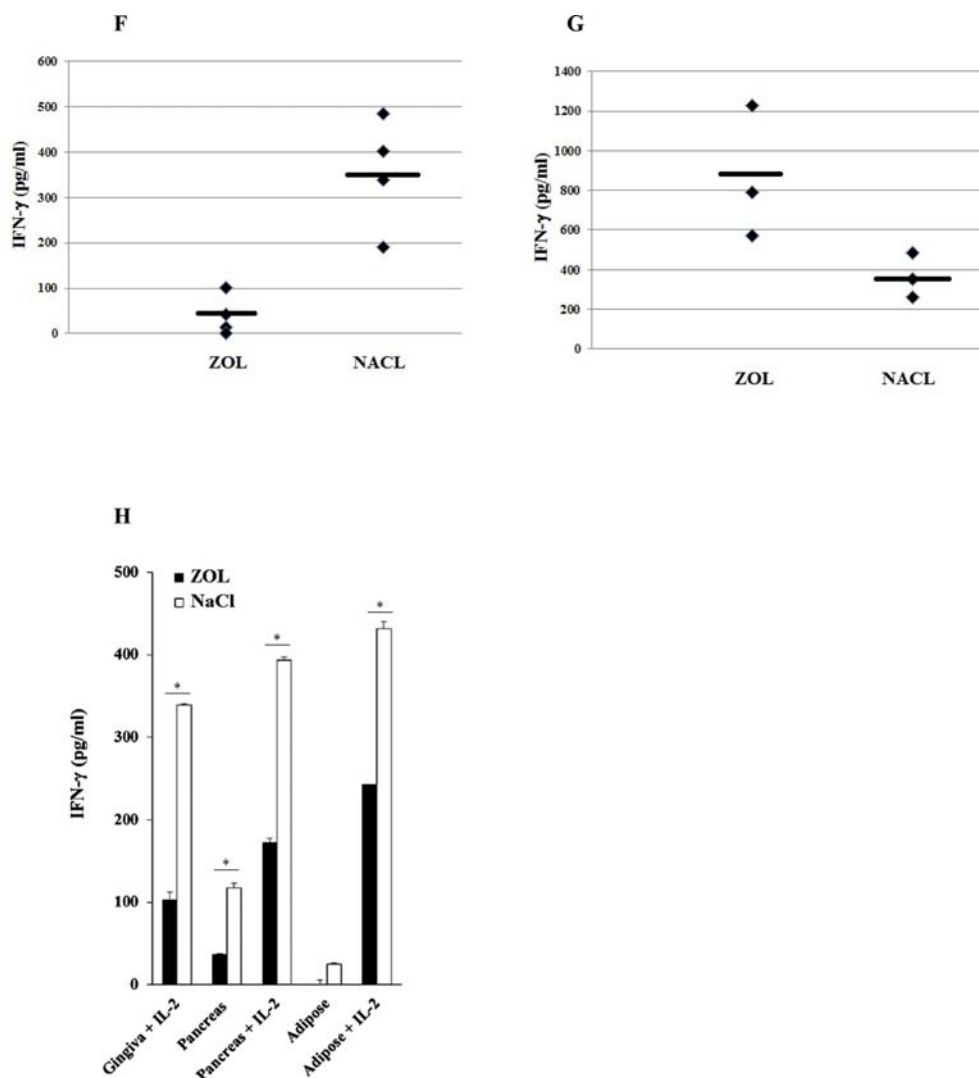 F
IFN-γ (pg/ml)
600
500
400
300
200
100
0
ZOL NACL
G
IFN-γ (pg/ml)
1400
1200
1000
800
600
400
200
0
ZOL NACL
H
ZOL
NaCl
IFN-γ (pg/ml)
500
400
300
200
100
0
*
*
*
*
Gingiva + IL-2
Pancreas
Pancreas + IL-2
Adipose
Adipose + IL-2